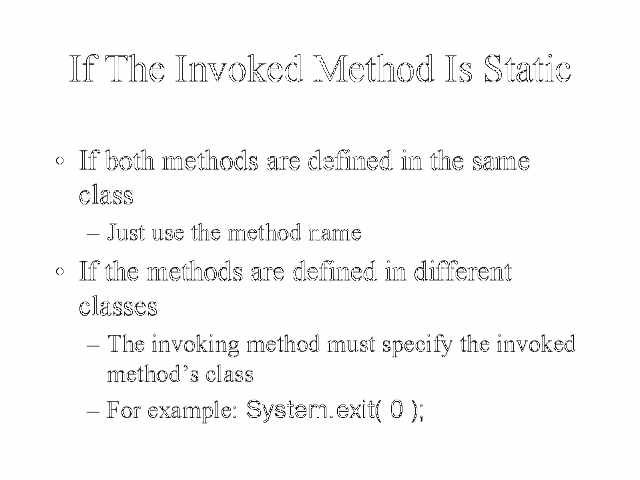 If The Invoked Method Is Static
• If both methods are defined in the same
class
– Just use the method name
• If the methods are defined in different
classes
– The invoking method must specify the invoked
method’s class
– For example: System.exit( 0 );